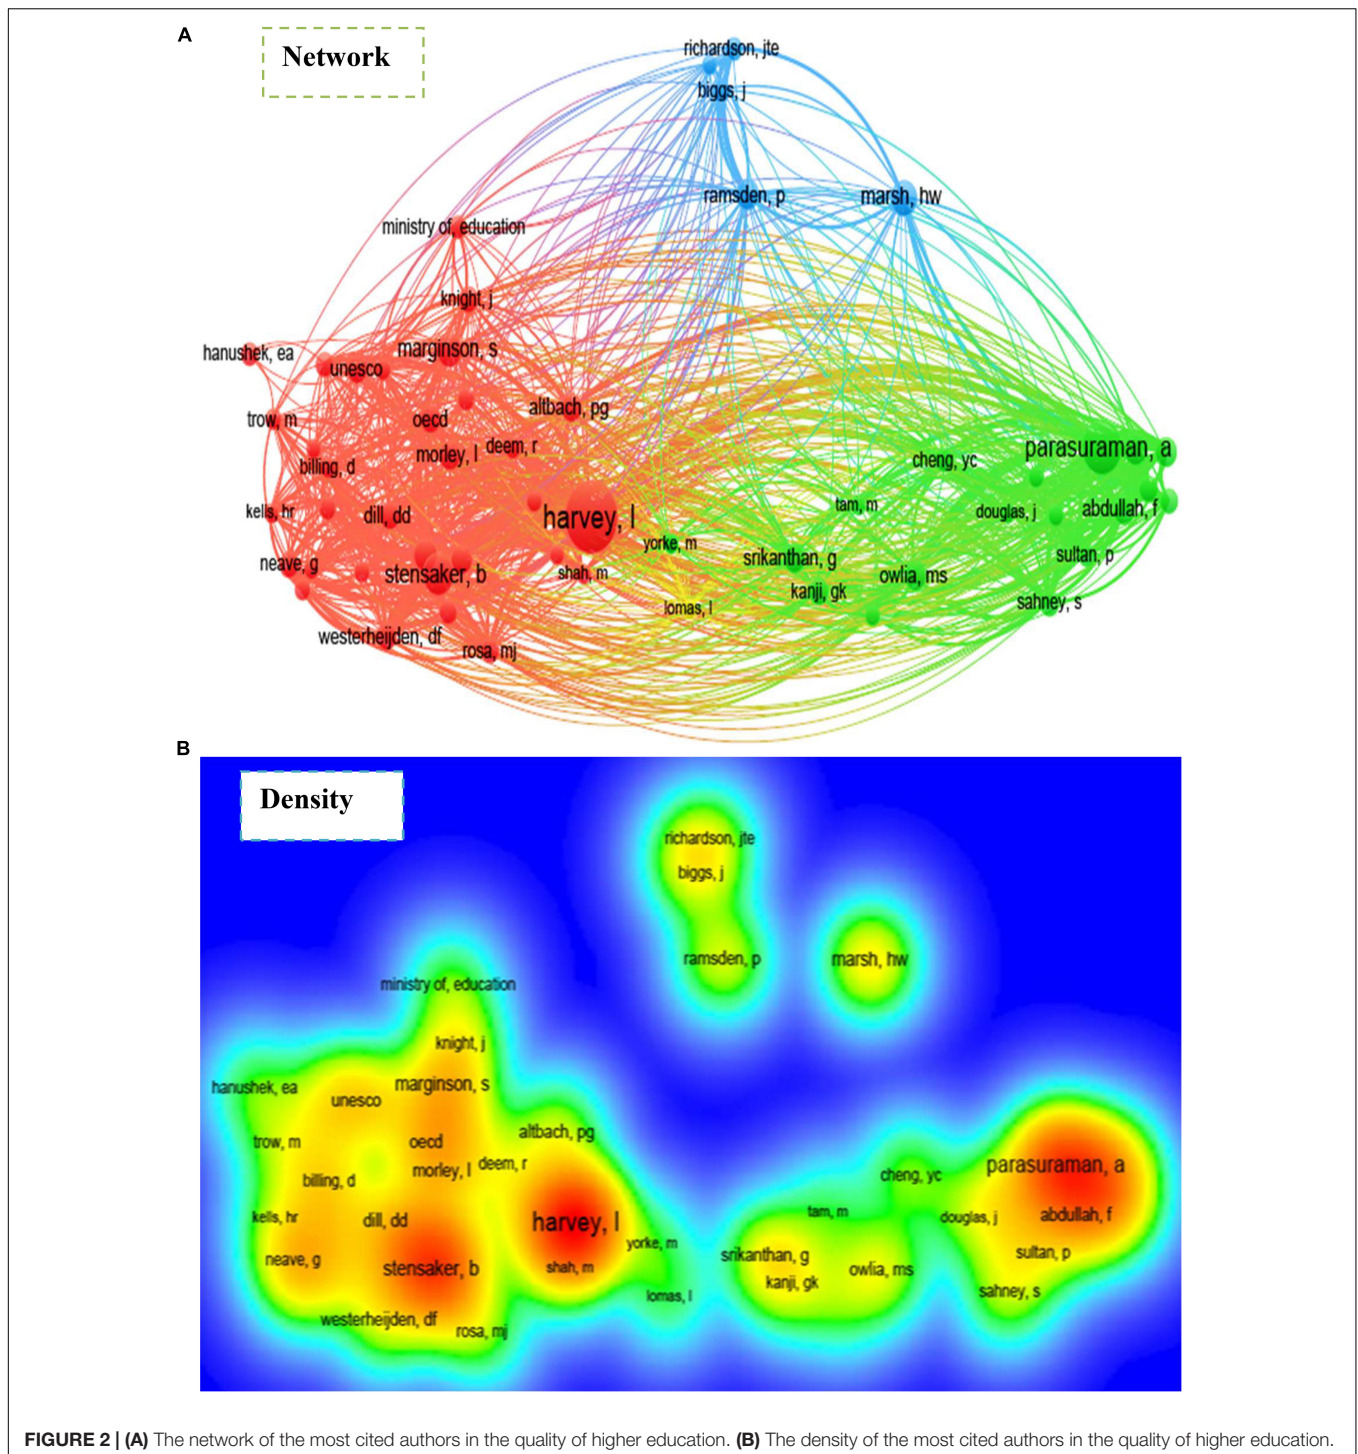 A
Network
richardson, jte
biggs, j
ramsden, p
marsh, hw
ministry of, education
knight, j
hanushek, ea
marginson, s
unesco
trow, m
oecd
altbach, pg
billing, d
morley, l
deem, r
cheng, yc
parasuraman, a
kells, hr
dill, dd
harvey, l
tam, m
douglas, j
abdullah, f
neave, g
stensaker, b
shah, m
yorke, m
srikanthan, g
owlia, ms
sultan, p
kanji, gk
lomas, l
sahney, s
westerheijden, df
rosa, mj
B
Density
richardson, jte
biggs, j
ramsden, p
marsh, hw
ministry of, education
knight, j
hanushek, ea
marginson, s
unesco
trow, m
oecd
altbach, pg
billing, d
morley, l
deem, r
cheng, yc
parasuraman, a
kells, hr
dill, dd
harvey, l
tam, m
douglas, j
abdullah, f
neave, g
stensaker, b
shah, m
yorke, m
srikanthan, g
owlia, ms
sultan, p
kanji, gk
lomas, l
sahney, s
westerheijden, df
rosa, mj
FIGURE 2 | (A) The network of the most cited authors in the quality of higher education. (B) The density of the most cited authors in the quality of higher education.